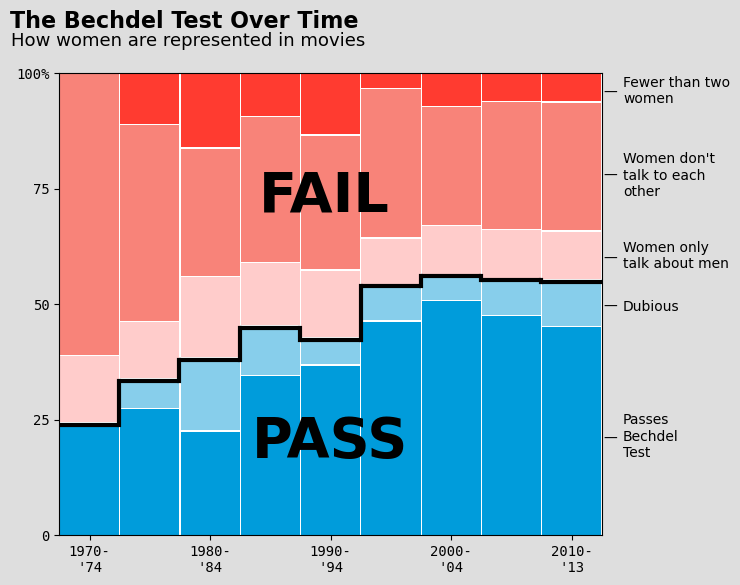 The Bechdel Test Over Time
How women are represented in movies
100%
75
50
25
0
FAIL
PASS
Fewer than two
women
Women don't
talk to each
other
Women only
talk about men
Dubious
Passes
Bechdel
Test
1970-
'74
1980-
'84
1990-
'94
2000-
'04
2010-
'13